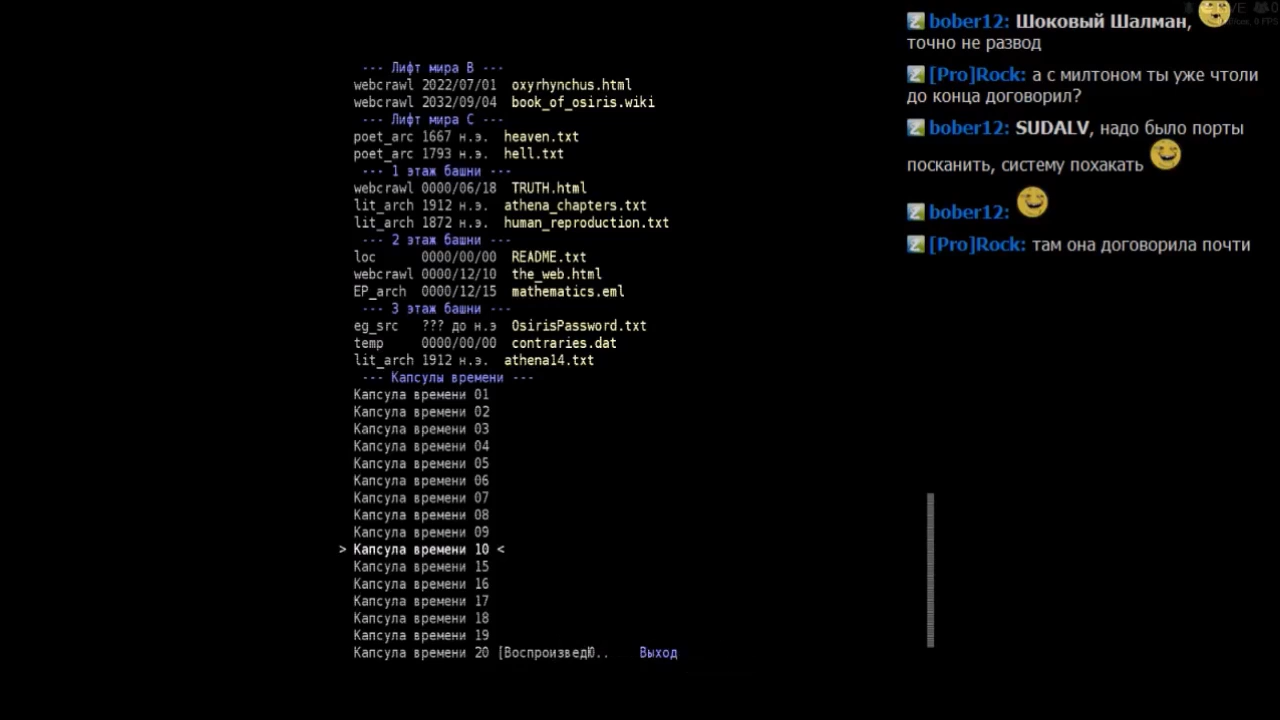 --- Лифт мира B ---
webcrawl 2022/07/01 oxyrhynchus.html
webcrawl 2032/09/04 book_of_osiris.wiki
--- Лифт мира C ---
poet_arc 1667 н.э. heaven.txt
poet_arc 1793 н.э. hell.txt
--- 1 этаж башни ---
webcrawl 0000/06/18 TRUTH.html
lit_arch 1912 н.э. athena_chapters.txt
lit_arch 1872 н.э. human_reproduction.txt
--- 2 этаж башни ---
loc 0000/00/00 README.txt
webcrawl 0000/12/10 the_web.html
EP_arch 0000/12/15 mathematics.eml
--- 3 этаж башни ---
eg_src ??? до н.э OsirisPassword.txt
temp 0000/00/00 contraries.dat
lit_arch 1912 н.э. athena14.txt
--- Капсулы времени ---
Капсула времени 01
Капсула времени 02
Капсула времени 03
Капсула времени 04
Капсула времени 05
Капсула времени 06
Капсула времени 07
Капсула времени 08
Капсула времени 09
> Капсула времени 10 <
Капсула времени 15
Капсула времени 16
Капсула времени 17
Капсула времени 18
Капсула времени 19
Капсула времени 20 [ВоспроизведЮ.. Выход
bober12: Шоковый Шалман,
точно не развод
[Pro]Rock: а с милтоном ты уже чтоли
до конца договорил?
bober12: SUDALV, надо было порты
посканить, систему похакать
bober12:
[Pro]Rock: там она договорила почти